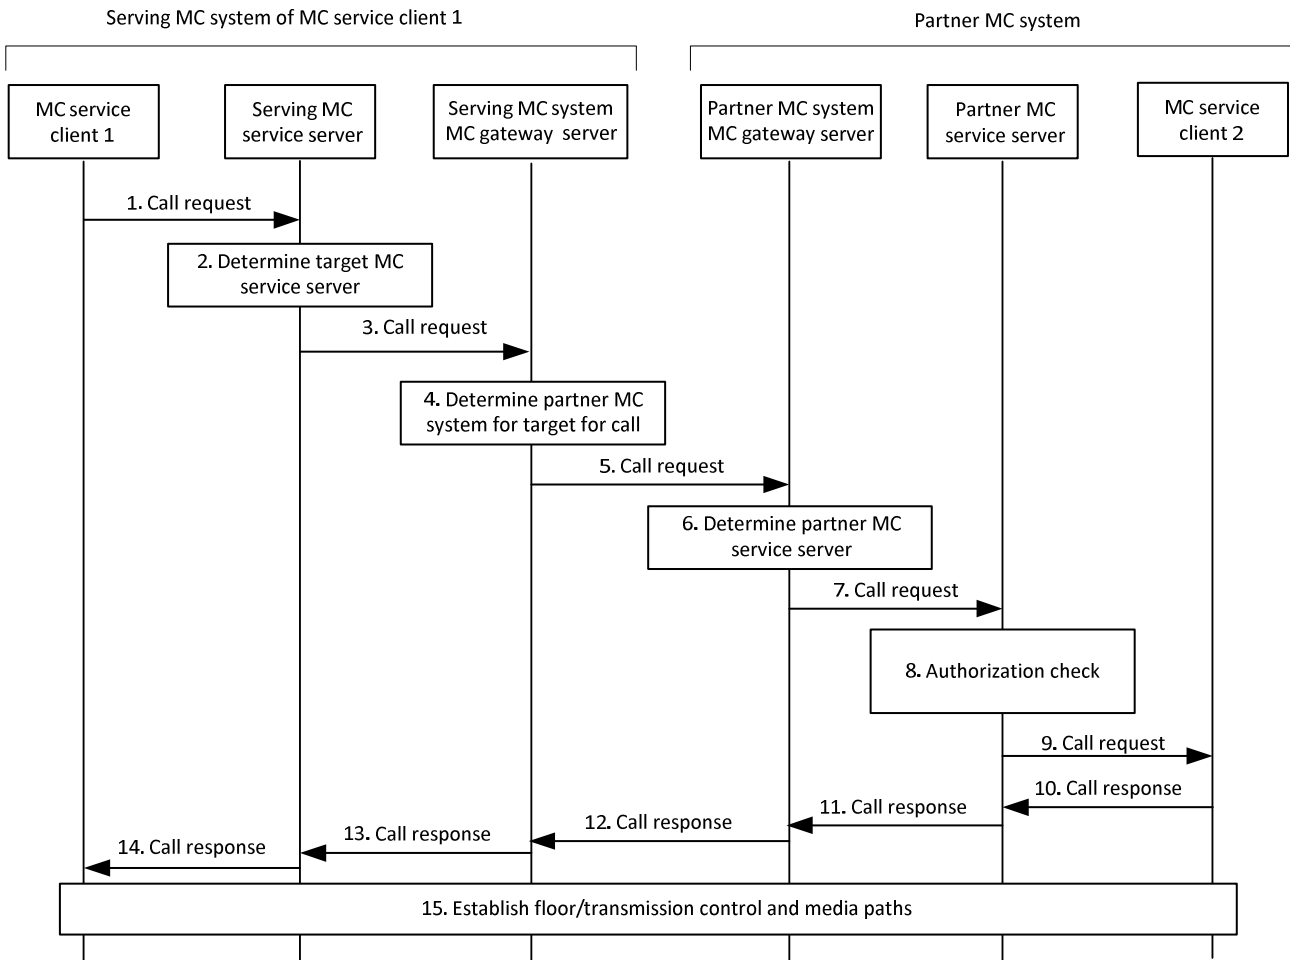 Serving MC system of MC service client 1
Partner MC system
MC service
client 1
Serving MC
service server
Serving MC system
MC gateway server
Partner MC system
MC gateway server
Partner MC
service server
MC service
client 2
1. Call request
2. Determine target MC
service server
3. Call request
4. Determine partner MC
system for target for call
5. Call request
6. Determine partner MC
service server
7. Call request
8. Authorization check
9. Call request
10. Call response
11. Call response
12. Call response
13. Call response
14. Call response
15. Establish floor/transmission control and media paths